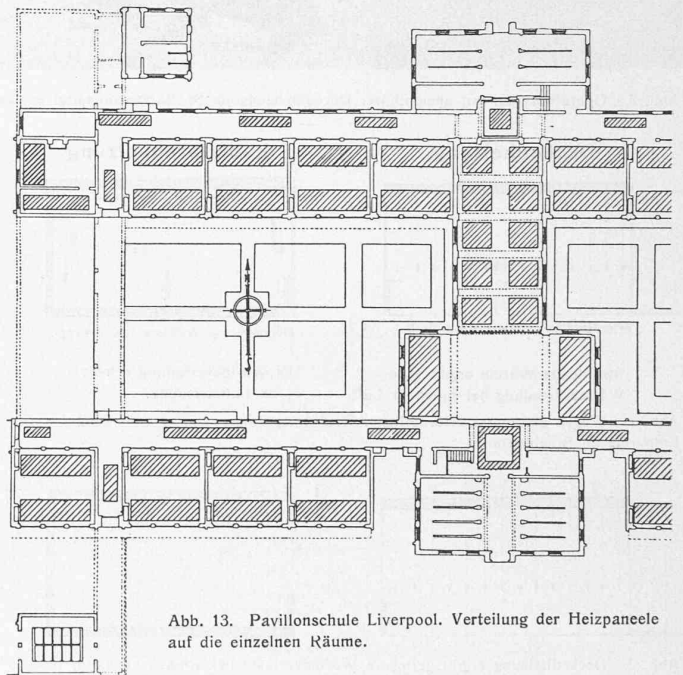 Abb. 13. Pavillonschule Liverpool. Verteilung der Heizpaneele
auf die einzelnen Räume.